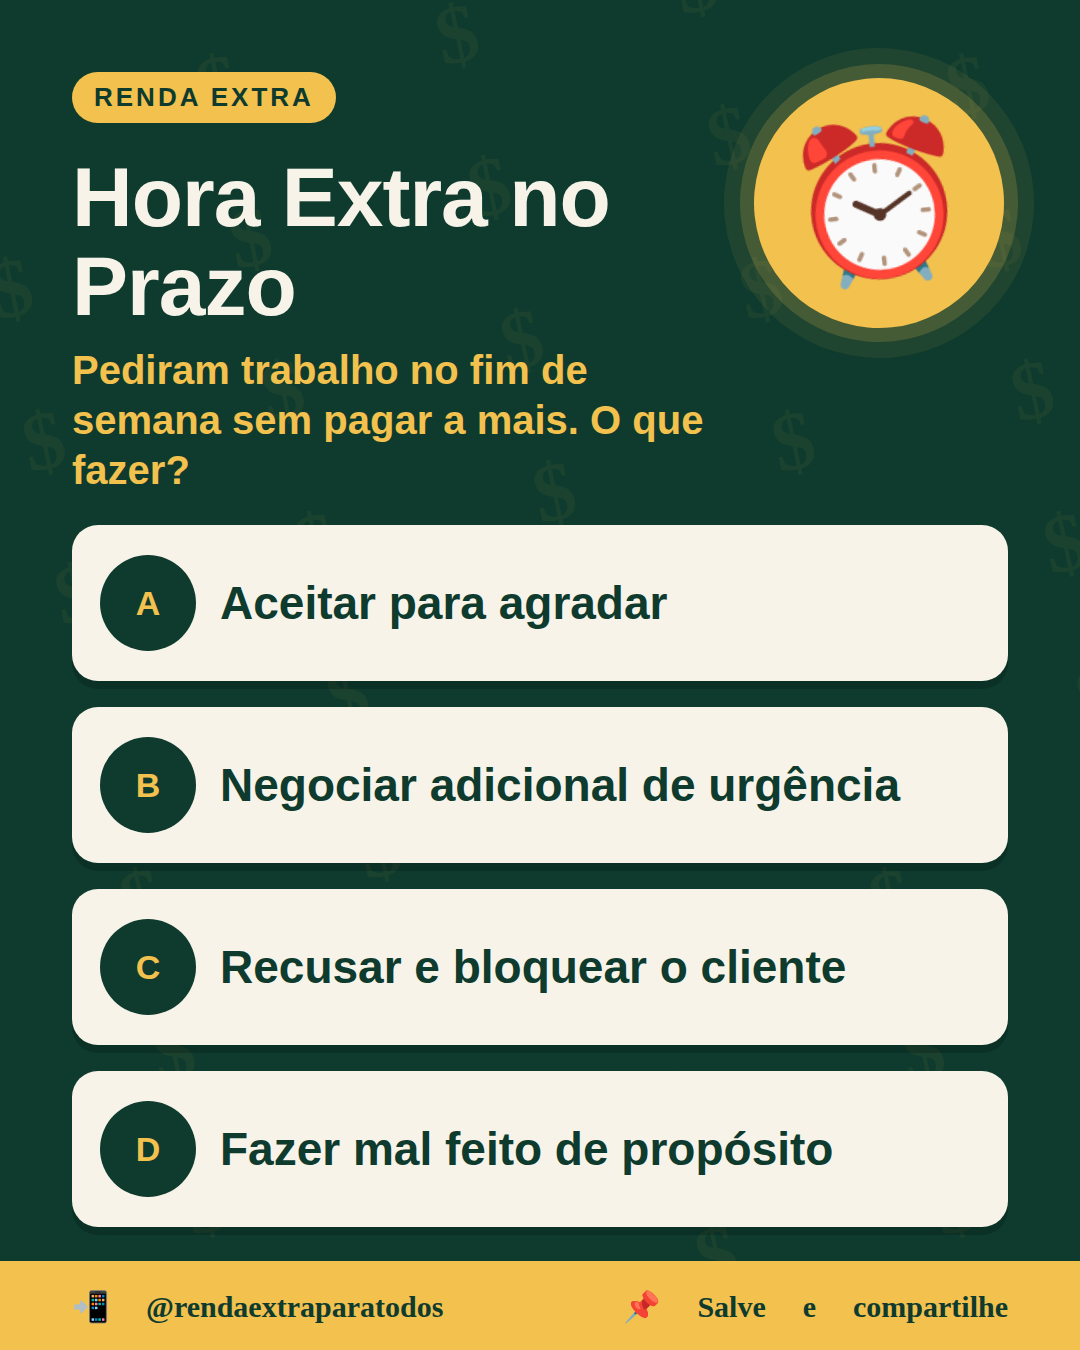 RENDA EXTRA
Hora Extra no
Prazo
Pediram trabalho no fim de
semana sem pagar a mais. O que
fazer?
A Aceitar para agradar
B Negociar adicional de urgência
C Recusar e bloquear o cliente
D Fazer mal feito de propósito
@rendaextraparatodos Salve e compartilhe